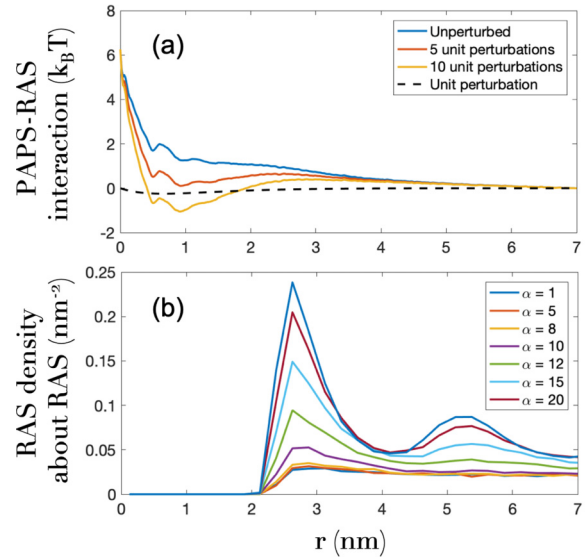 (a)
Unperturbed
5 unit perturbations
10 unit perturbations
Unit perturbation
PAPS-RAS
interaction (kBT)
8
6
4
2
0
-2
0 1 2 3 4 5 6 7
(b)
α = 1
α = 5
α = 8
α = 10
α = 12
α = 15
α = 20
RAS density
about RAS (nm⁻²)
0.25
0.2
0.15
0.1
0.05
0
0 1 2 3 4 5 6 7
r (nm)